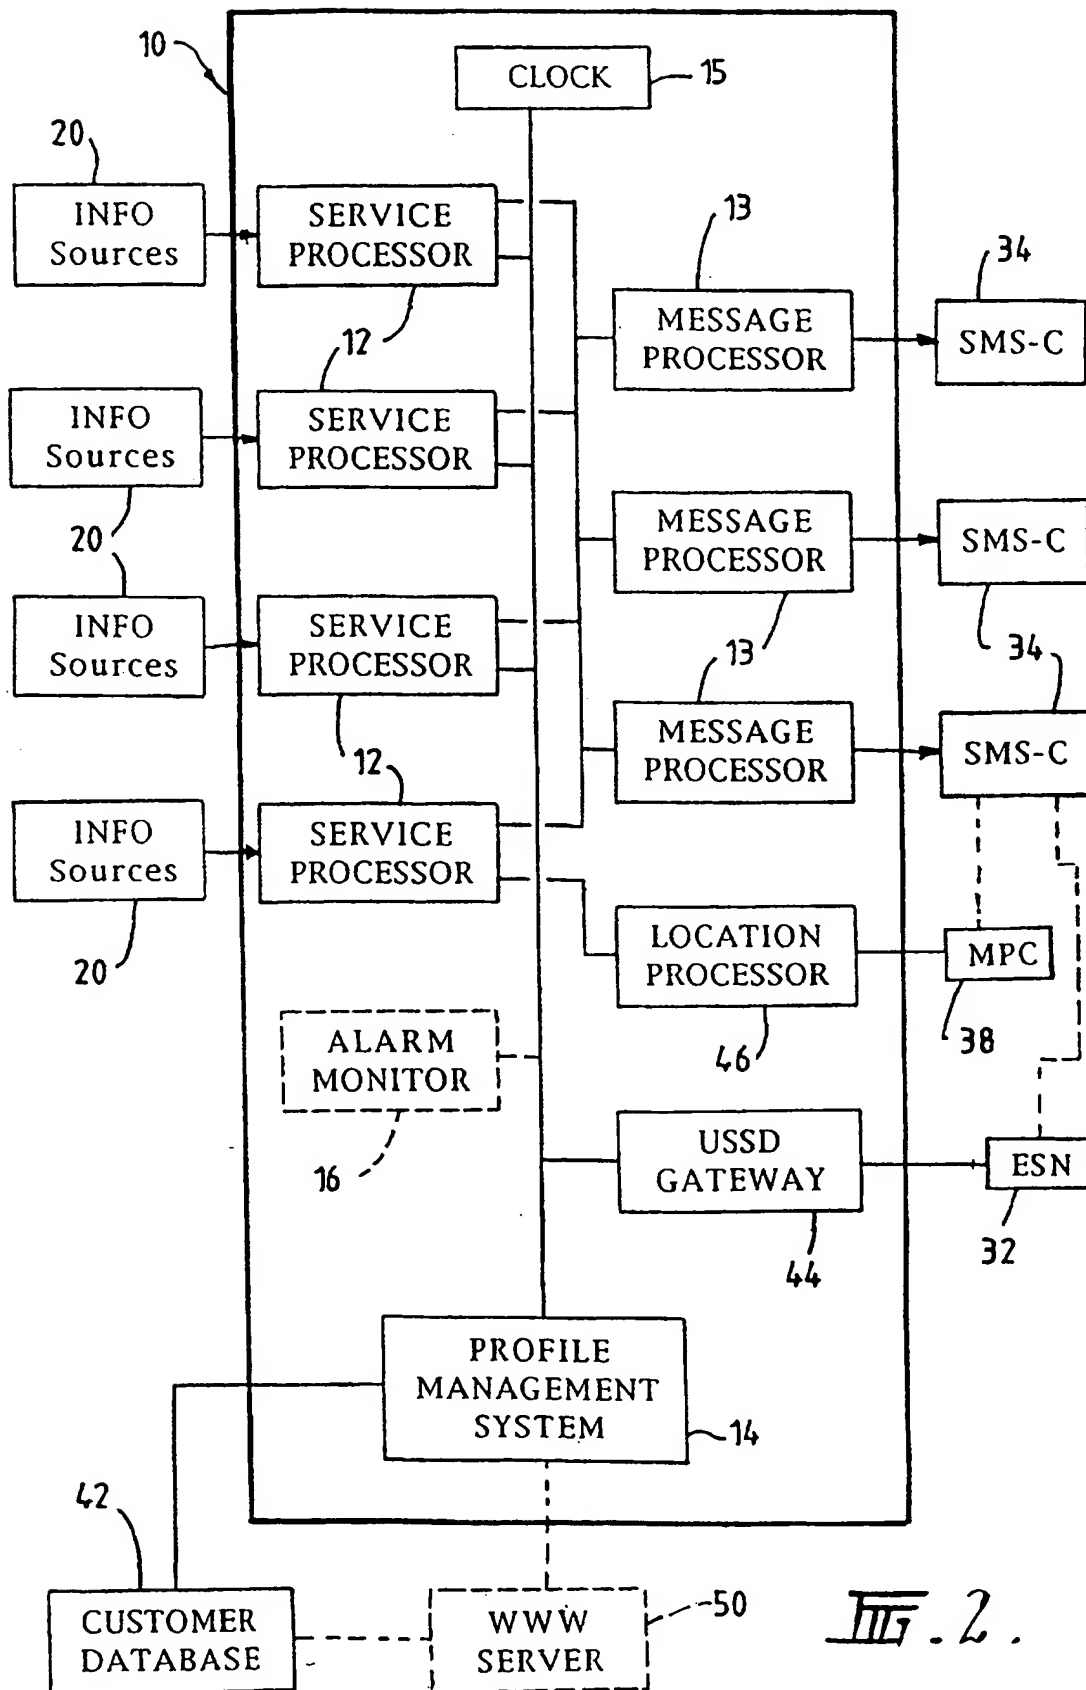 10
CLOCK
15
20
INFO
Sources
SERVICE
PROCESSOR
13
MESSAGE
PROCESSOR
34
SMS-C
12
INFO
Sources
SERVICE
PROCESSOR
20
MESSAGE
PROCESSOR
SMS-C
INFO
Sources
SERVICE
PROCESSOR
13
34
12
MESSAGE
PROCESSOR
SMS-C
INFO
Sources
SERVICE
PROCESSOR
20
LOCATION
PROCESSOR
MPC
46
38
ALARM
MONITOR
16
USSD
GATEWAY
ESN
44
32
PROFILE
MANAGEMENT
SYSTEM
14
42
CUSTOMER
DATABASE
WWW
SERVER
50
FIG. 2.